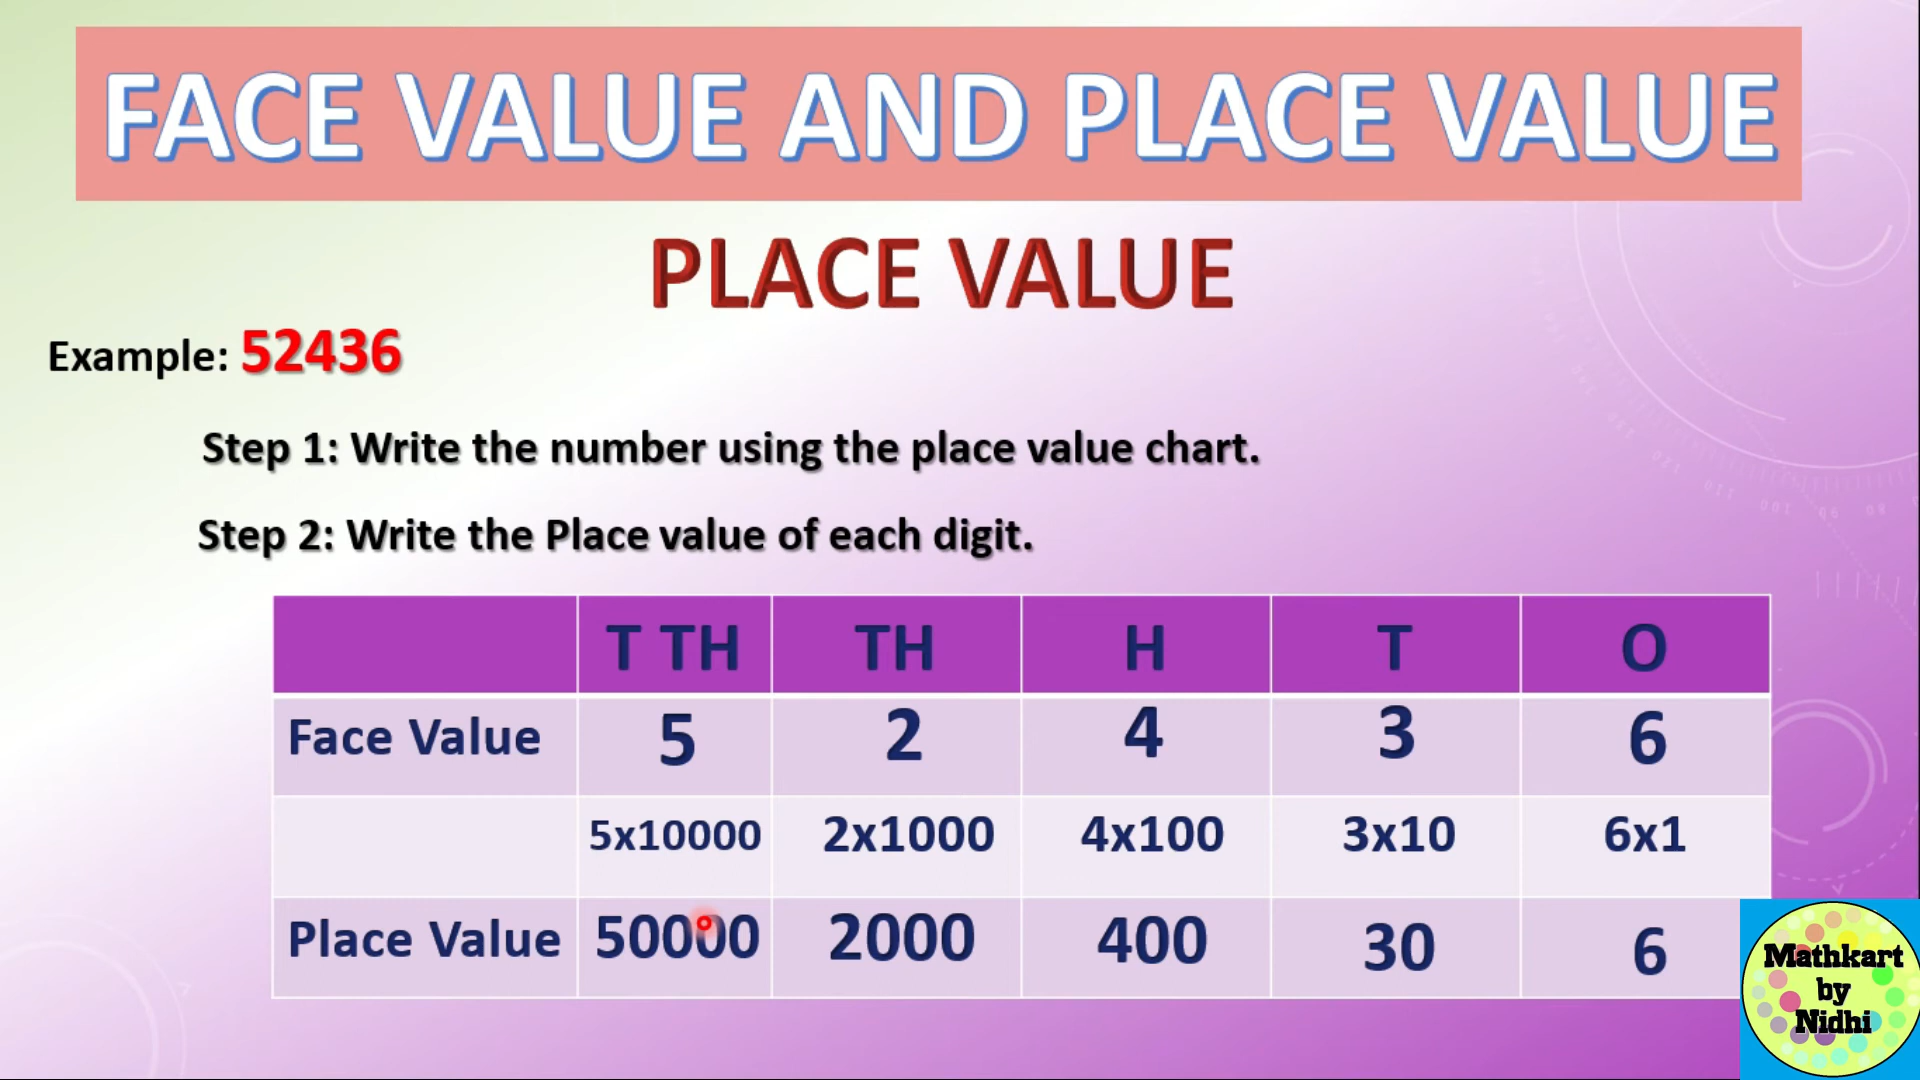 FACE VALUE AND PLACE VALUE
PLACE VALUE
Example: 52436
Step 1: Write the number using the place value chart.
Step 2: Write the Place value of each digit.
T TH TH H T O
Face Value 5 2 4 3 6
5x10000 2x1000 4x100 3x10 6x1
Place Value 50000 2000 400 30 6
Mathkart
by
Nidhi